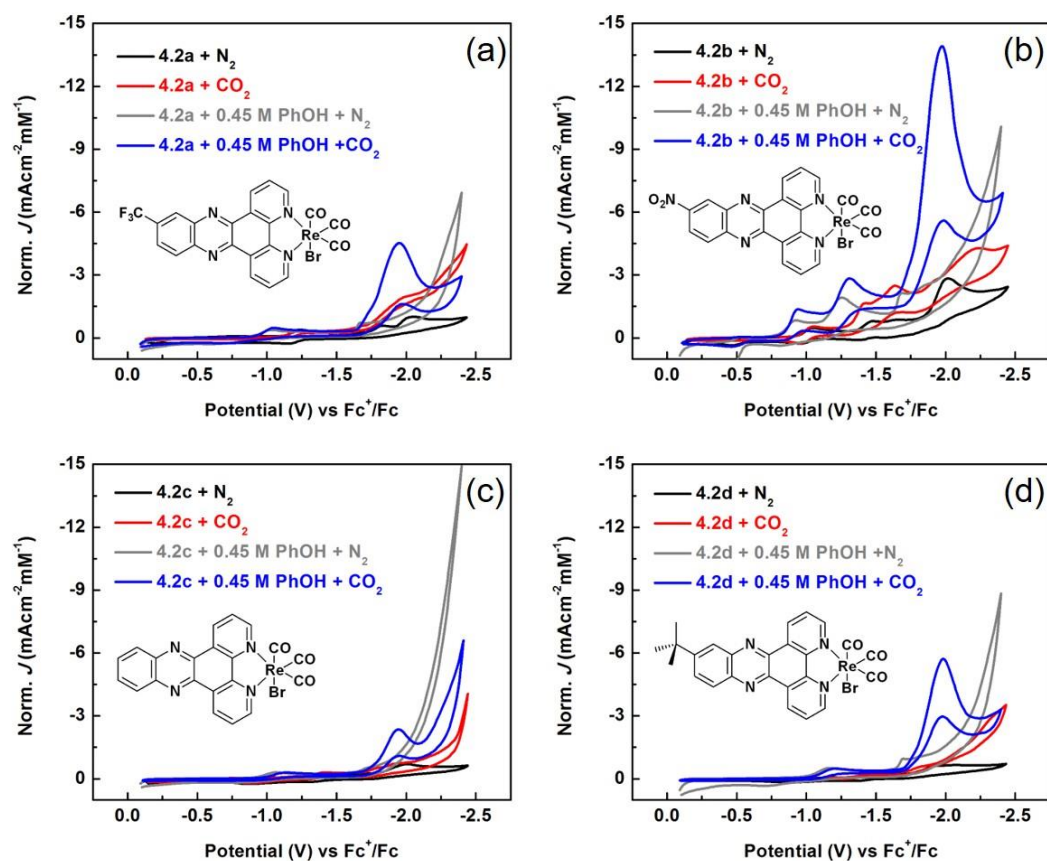 (a)
4.2a + N₂
4.2a + CO₂
4.2a + 0.45 M PhOH + N₂
4.2a + 0.45 M PhOH +CO₂
F₃C
N
N
N
N
Re
CO
CO
CO
Br
-15
-12
-9
-6
-3
0
Norm. J (mAcm⁻²mM⁻¹)
0.0 -0.5 -1.0 -1.5 -2.0 -2.5
Potential (V) vs Fc⁺/Fc
(b)
4.2b + N₂
4.2b + CO₂
4.2b + 0.45 M PhOH + N₂
4.2b + 0.45 M PhOH + CO₂
O₂N
N
N
N
N
Re
CO
CO
CO
Br
-15
-12
-9
-6
-3
0
Norm. J (mAcm⁻²mM⁻¹)
0.0 -0.5 -1.0 -1.5 -2.0 -2.5
Potential (V) vs Fc⁺/Fc
(c)
4.2c + N₂
4.2c + CO₂
4.2c + 0.45 M PhOH + N₂
4.2c + 0.45 M PhOH + CO₂
N
N
N
N
Re
CO
CO
CO
Br
-15
-12
-9
-6
-3
0
Norm. J (mAcm⁻²mM⁻¹)
0.0 -0.5 -1.0 -1.5 -2.0 -2.5
Potential (V) vs Fc⁺/Fc
(d)
4.2d + N₂
4.2d + CO₂
4.2d + 0.45 M PhOH +N₂
4.2d + 0.45 M PhOH + CO₂
N
N
N
N
Re
CO
CO
CO
Br
-15
-12
-9
-6
-3
0
Norm. J (mAcm⁻²mM⁻¹)
0.0 -0.5 -1.0 -1.5 -2.0 -2.5
Potential (V) vs Fc⁺/Fc